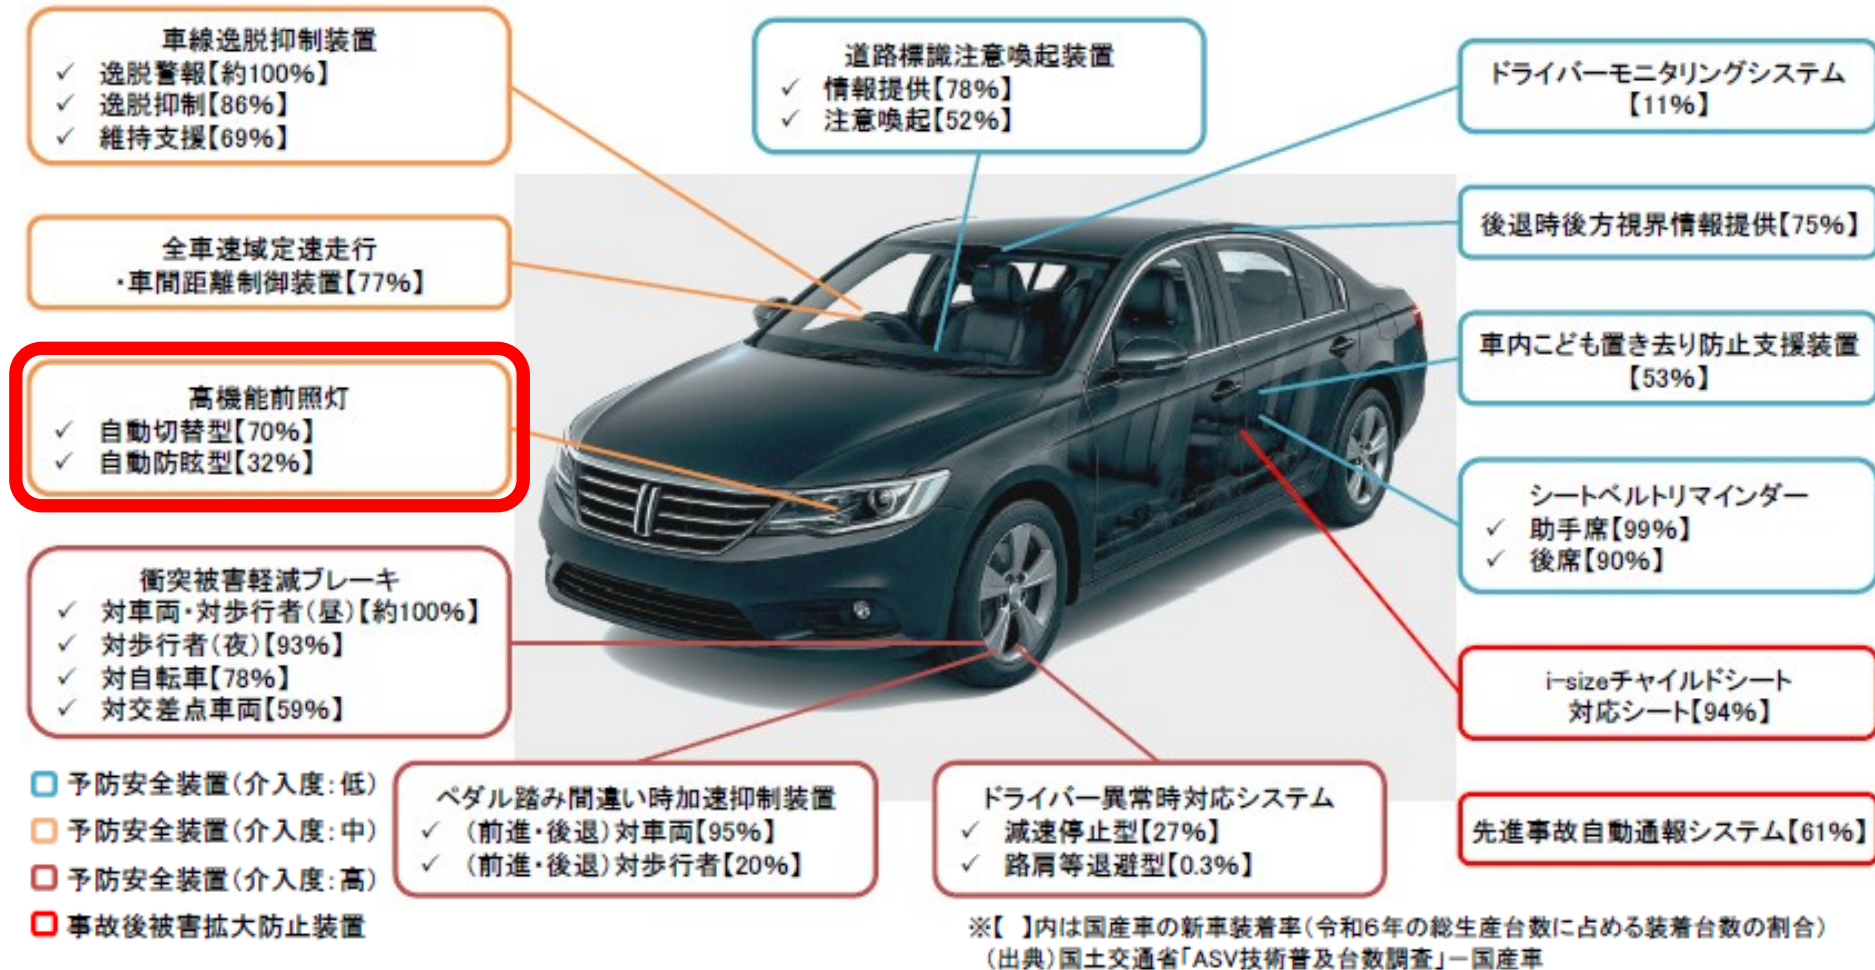 車線逸脱抑制装置
✓ 逸脱警報【約100%】
✓ 逸脱抑制【86%】
✓ 維持支援【69%】
全車速域定速走行
・車間距離制御装置【77%】
高機能前照灯
✓ 自動切替型【70%】
✓ 自動防眩型【32%】
衝突被害軽減ブレーキ
✓ 対車両・対歩行者(昼)【約100%】
✓ 対歩行者(夜)【93%】
✓ 対自転車【78%】
✓ 対交差点車両【59%】
道路標識注意喚起装置
✓ 情報提供【78%】
✓ 注意喚起【52%】
ドライバーモニタリングシステム
【11%】
後退時後方視界情報提供【75%】
車内こども置き去り防止支援装置
【53%】
シートベルトリマインダー
✓ 助手席【99%】
✓ 後席【90%】
i-sizeチャイルドシート
対応シート【94%】
先進事故自動通報システム【61%】
ペダル踏み間違い時加速抑制装置
✓ (前進・後退)対車両【95%】
✓ (前進・後退)対歩行者【20%】
ドライバー異常時対応システム
✓ 減速停止型【27%】
✓ 路肩等退避型【0.3%】
予防安全装置(介入度:低)
予防安全装置(介入度:中)
予防安全装置(介入度:高)
事故後被害拡大防止装置
※【 】内は国産車の新車装着率(令和6年の総生産台数に占める装着台数の割合)
(出典)国土交通省「ASV技術普及台数調査」－国産車